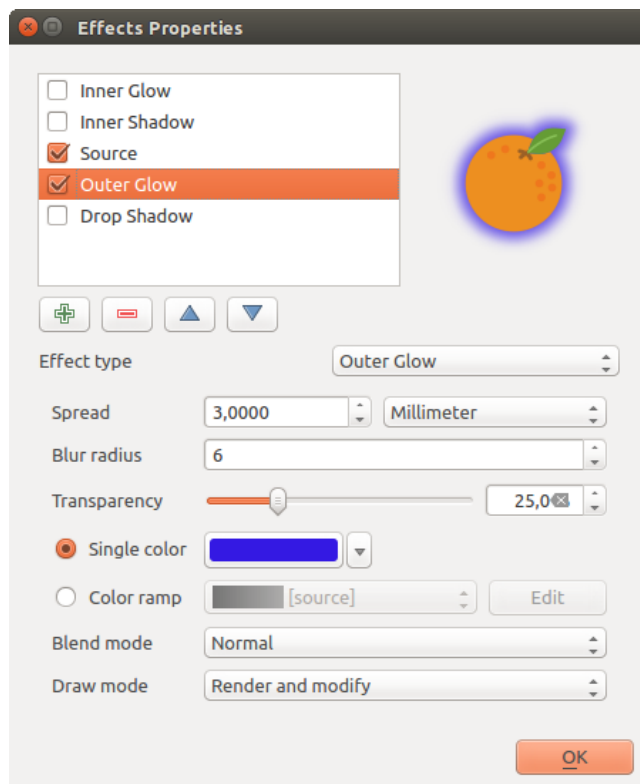 Effects Properties
Inner Glow
Inner Shadow
Source
Outer Glow
Drop Shadow
Effect type Outer Glow
Spread 3,0000 Millimeter
Blur radius 6
Transparency 25,0
Single color
Color ramp [source] Edit
Blend mode Normal
Draw mode Render and modify
OK